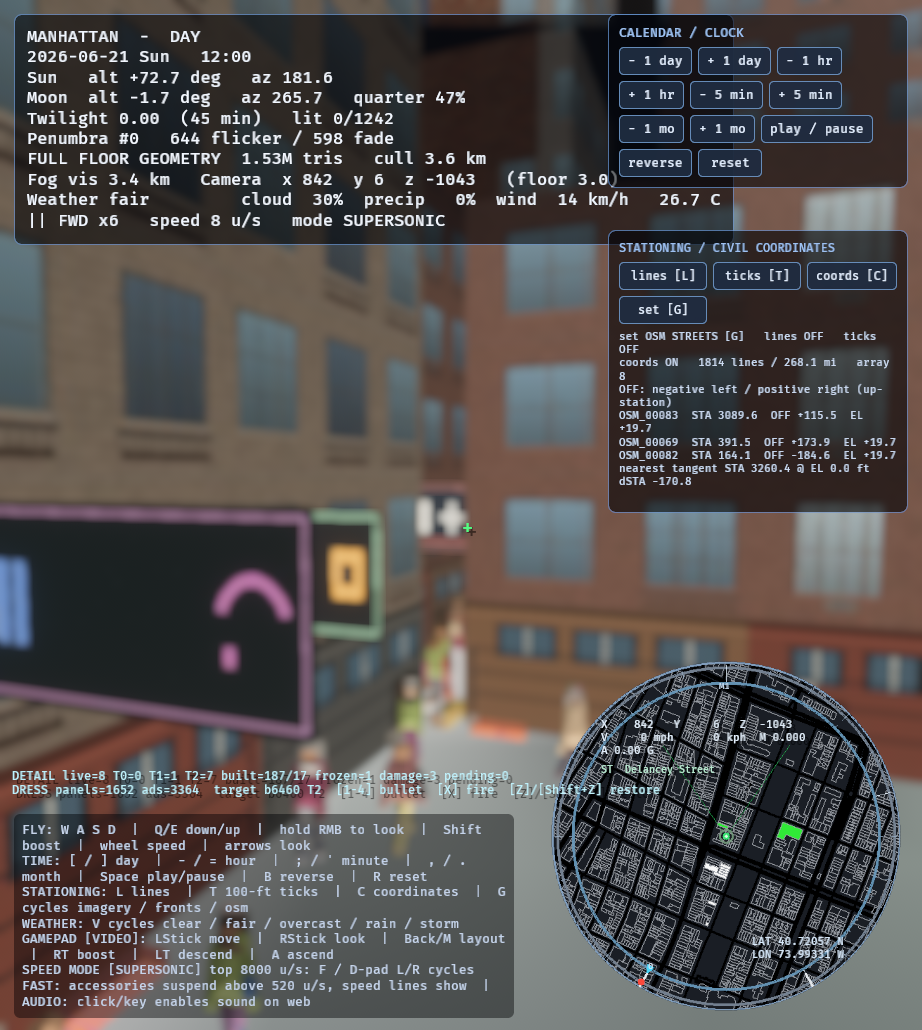 MANHATTAN  -  DAY
2026-06-21 Sun   12:00
Sun   alt +72.7 deg   az 181.6
Moon   alt -1.7 deg   az 265.7   quarter 47%
Twilight 0.00  (45 min)   lit 0/1242
Penumbra #0   644 flicker / 598 fade
FULL FLOOR GEOMETRY  1.53M tris   cull 3.6 km
Fog vis 3.4 km   Camera  x 842  y 6  z -1043   (floor 3.0)
Weather fair         cloud  30%  precip   0%  wind  14 km/h   26.7 C
|| FWD x6   speed 8 u/s   mode SUPERSONIC
CALENDAR / CLOCK
- 1 day
+ 1 day
- 1 hr
+ 1 hr
- 5 min
+ 5 min
- 1 mo
+ 1 mo
play / pause
reverse
reset
STATIONING / CIVIL COORDINATES
lines [L]
ticks [T]
coords [C]
set [G]
set OSM STREETS [G]   lines OFF   ticks
OFF
coords ON   1814 lines / 268.1 mi   array
8
OFF: negative left / positive right (up-
station)
OSM_00083  STA 3089.6  OFF +115.5  EL
+19.7
OSM_00069  STA 391.5  OFF +173.9  EL +19.7
OSM_00082  STA 164.1  OFF -184.6  EL +19.7
nearest tangent STA 3260.4 @ EL 0.0 ft
dSTA -170.8
X    842   Y     6   Z  -1043
V     0 mph      0 kph  M 0.000
A 0.00 G
ST  Delancey Street
LAT 40.72057 N
LON 73.99331 W
DETAIL live=8 T0=0 T1=1 T2=7 built=187/17 frozen=1 damage=3 pending=0
DRESS panels=1652 ads=3364  target b6460 T2  [1-4] bullet  [X] fire  [Z]/[Shift+Z] restore
FLY: W A S D  |  Q/E down/up  |  hold RMB to look  |  Shift
boost  |  wheel speed  |  arrows look
TIME: [ / ] day  |  - / = hour  |  ; / ' minute  |  , / .
month  |  Space play/pause  |  B reverse  |  R reset
STATIONING: L lines  |  T 100-ft ticks  |  C coordinates  |  G
cycles imagery / fronts / osm
WEATHER: V cycles clear / fair / overcast / rain / storm
GAMEPAD [VIDEO]: LStick move  |  RStick look  |  Back/M layout
|  RT boost  |  LT descend  |  A ascend
SPEED MODE [SUPERSONIC] top 8000 u/s: F / D-pad L/R cycles
FAST: accessories suspend above 520 u/s, speed lines show  |
AUDIO: click/key enables sound on web